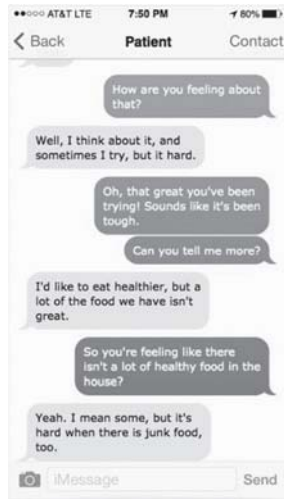 AT&T LTE 7:50 PM 80%
Back Patient Contact
How are you feeling about
that?
Well, I think about it, and
sometimes I try, but it hard.
Oh, that great you've been
trying! Sounds like it's been
tough.
Can you tell me more?
I'd like to eat healthier, but a
lot of the food we have isn't
great.
So you're feeling like there
isn't a lot of healthy food in the
house?
Yeah. I mean some, but it's
hard when there is junk food,
too.
iMessage Send